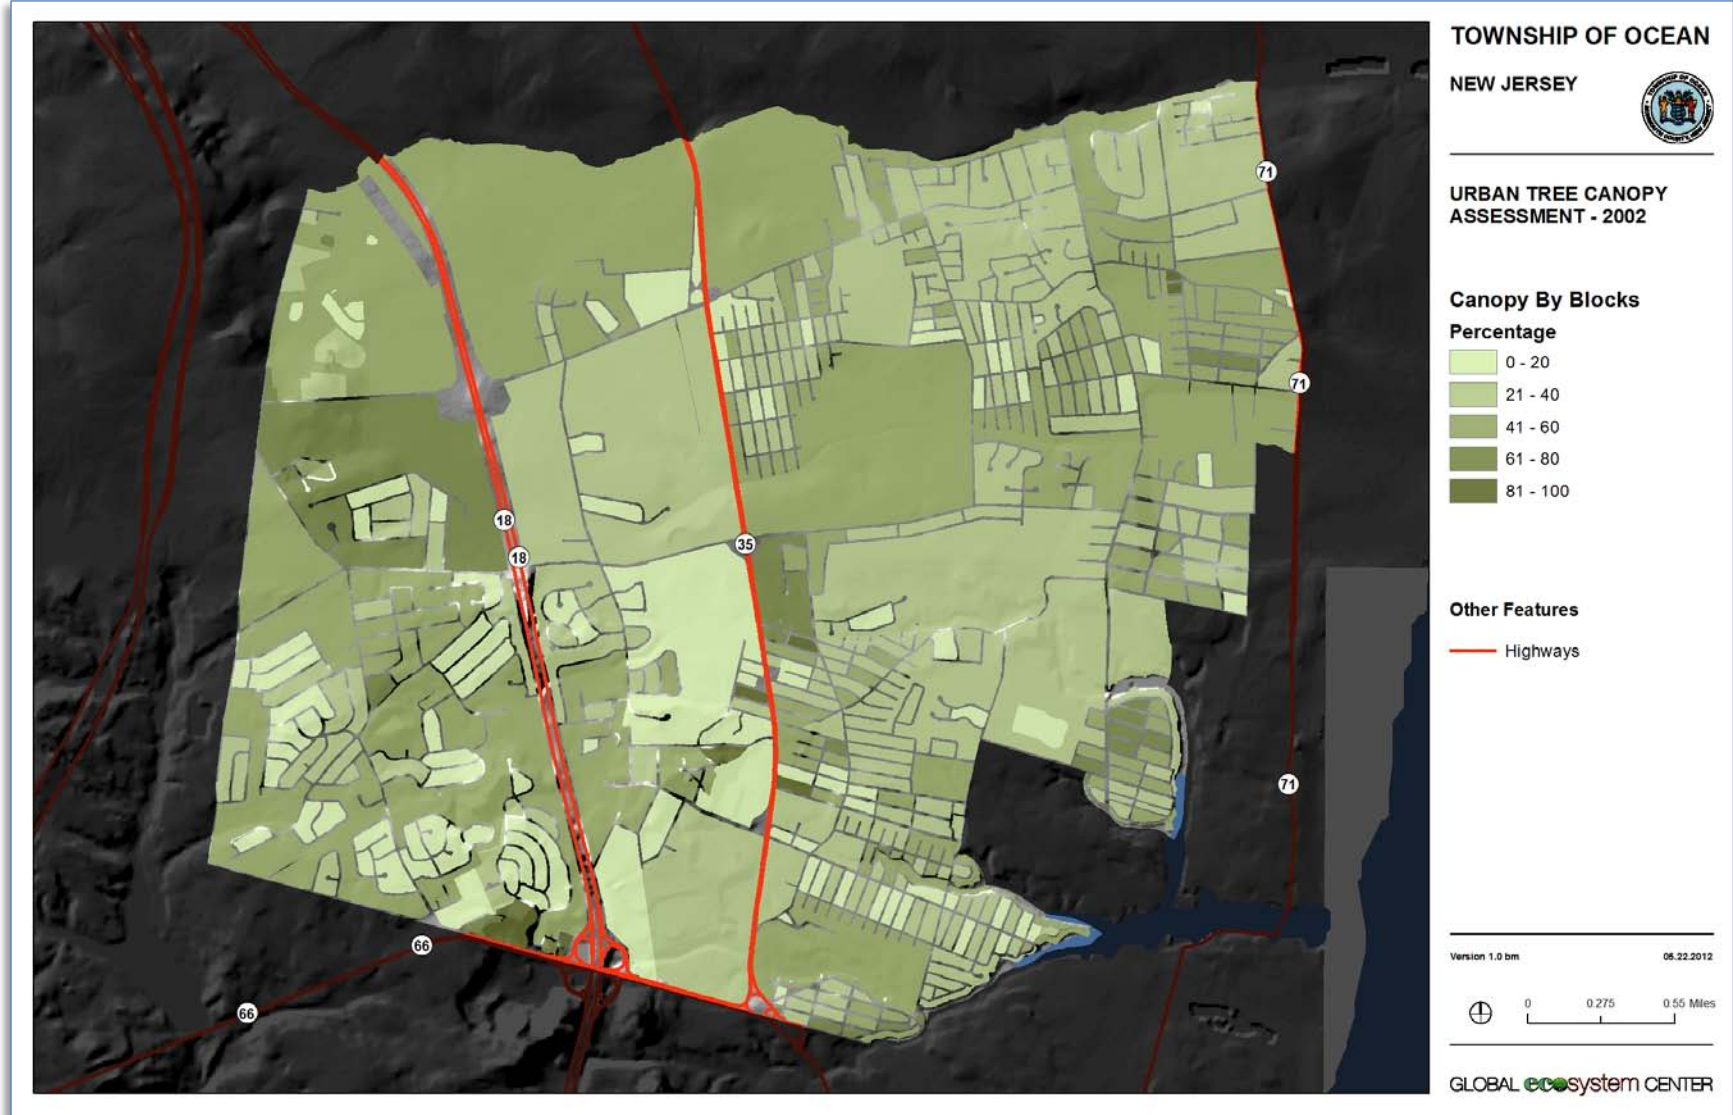 TOWNSHIP OF OCEAN
NEW JERSEY
URBAN TREE CANOPY
ASSESSMENT - 2002
Canopy By Blocks
Percentage
0 - 20
21 - 40
41 - 60
61 - 80
81 - 100
Other Features
Highways
71
71
18
18
35
71
66
66
Version 1.0 bm
05.22.2012
0 0.275 0.55 Miles
GLOBAL ecosystem CENTER